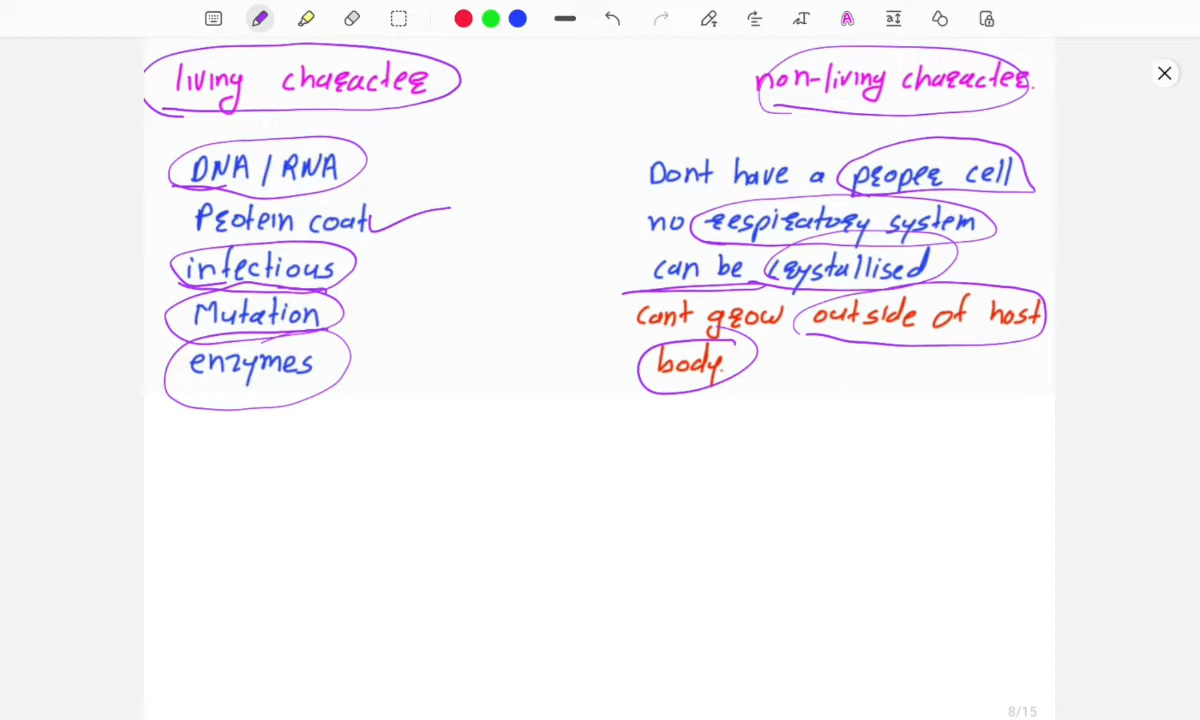 living character
non-living character.
DNA / RNA
Protein coat
infectious
Mutation
enzymes
Dont have a proper cell
no respiratory system
can be crystallised
cant grow outside of host
body.
8/15